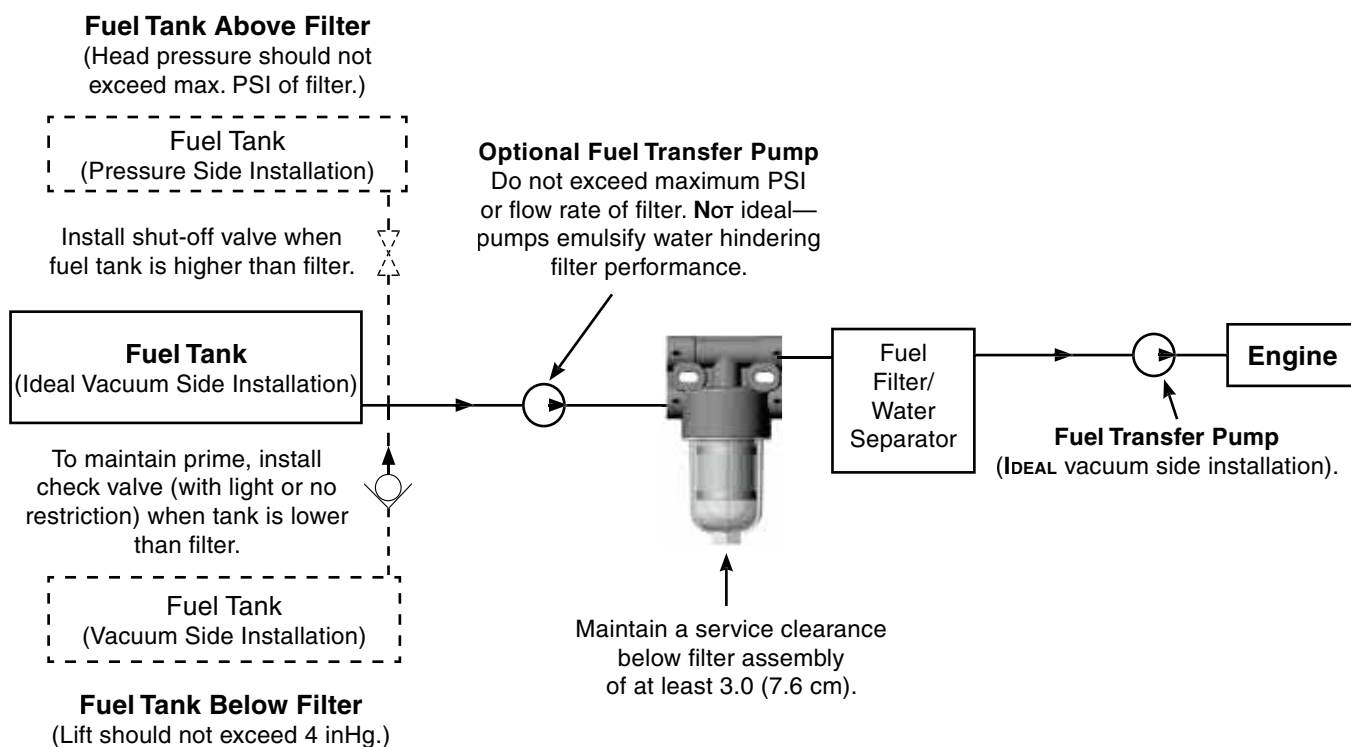 Fuel Tank Above Filter
(Head pressure should not
exceed max. PSI of filter.)
Fuel Tank
(Pressure Side Installation)
Install shut-off valve when
fuel tank is higher than filter.
Fuel Tank
(Ideal Vacuum Side Installation)
To maintain prime, install
check valve (with light or no
restriction) when tank is lower
than filter.
Fuel Tank
(Vacuum Side Installation)
Fuel Tank Below Filter
(Lift should not exceed 4 inHg.)
Optional Fuel Transfer Pump
Do not exceed maximum PSI
or flow rate of filter. NOT ideal—
pumps emulsify water hindering
filter performance.
Maintain a service clearance
below filter assembly
of at least 3.0 (7.6 cm).
Fuel
Filter/
Water
Separator
Fuel Transfer Pump
(IDEAL vacuum side installation).
Engine